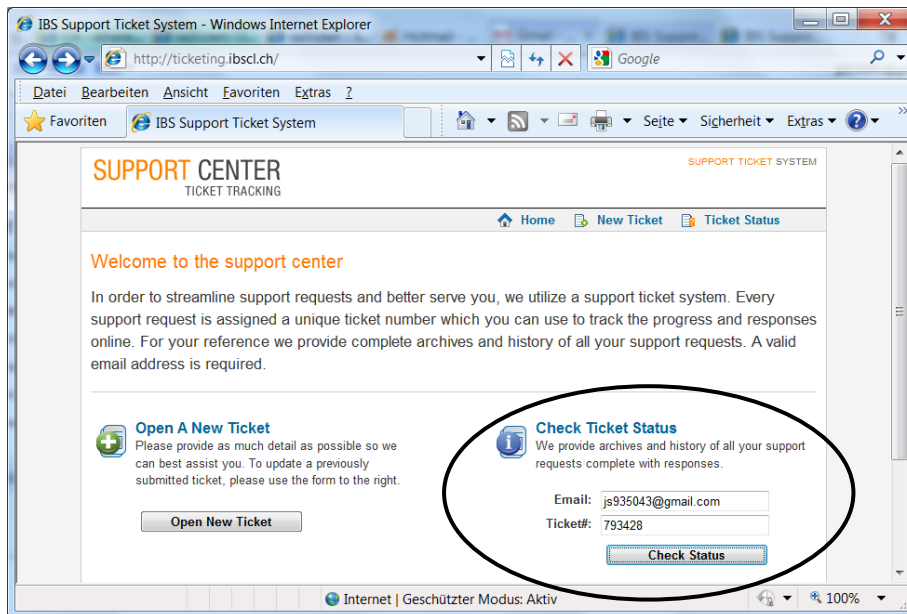 IBS Support Ticket System - Windows Internet Explorer
http://ticketing.ibscl.ch/
Google
Datei Bearbeiten Ansicht Favoriten Extras ?
Favoriten IBS Support Ticket System Seite Sicherheit Extras »
SUPPORT CENTER
TICKET TRACKING
SUPPORT TICKET SYSTEM
Home New Ticket Ticket Status
Welcome to the support center
In order to streamline support requests and better serve you, we utilize a support ticket system. Every
support request is assigned a unique ticket number which you can use to track the progress and responses
online. For your reference we provide complete archives and history of all your support requests. A valid
email address is required.
Open A New Ticket
Please provide as much detail as possible so we
can best assist you. To update a previously
submitted ticket, please use the form to the right.
Open New Ticket
Check Ticket Status
We provide archives and history of all your support
requests complete with responses.
Email: js935043@gmail.com
Ticket#: 793428
Check Status
Internet | Geschützter Modus: Aktiv 100%